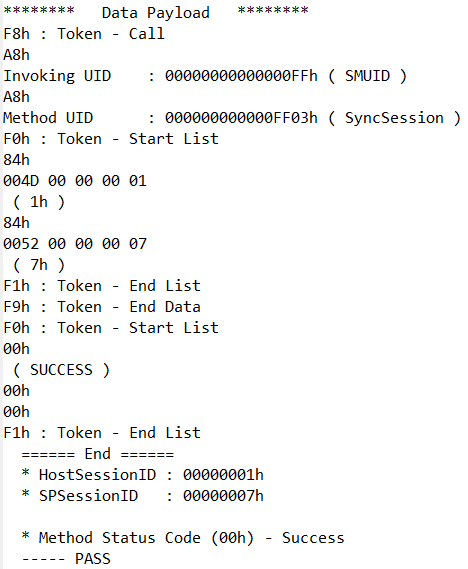 ********   Data Payload   ********
F8h : Token - Call
A8h
Invoking UID    : 00000000000000FFh ( SMUID )
A8h
Method UID      : 000000000000FF03h ( SyncSession )
F0h : Token - Start List
84h
004D 00 00 00 01
 ( 1h )
84h
0052 00 00 00 07
 ( 7h )
F1h : Token - End List
F9h : Token - End Data
F0h : Token - Start List
00h
 ( SUCCESS )
00h
00h
F1h : Token - End List
  ====== End ======
  * HostSessionID : 00000001h
  * SPSessionID   : 00000007h

  * Method Status Code (00h) - Success
  ----- PASS